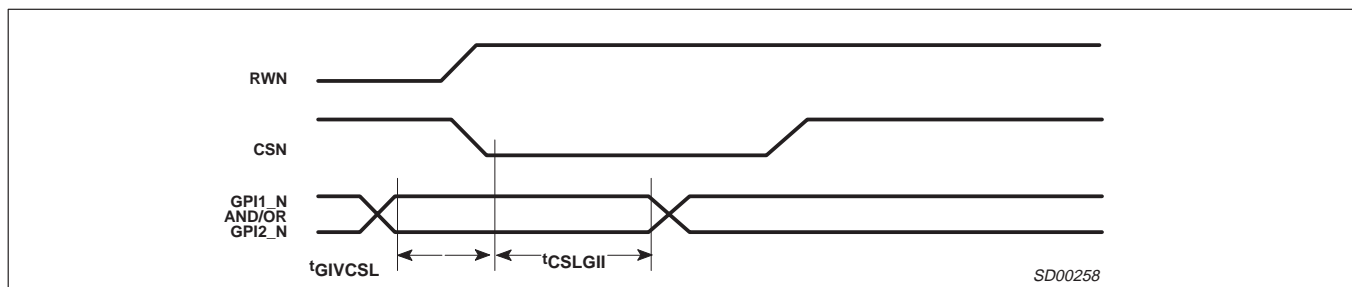 RWN
CSN
GPI1_N
AND/OR
GPI2_N
tGIVCSL
tCSLGII
SD00258